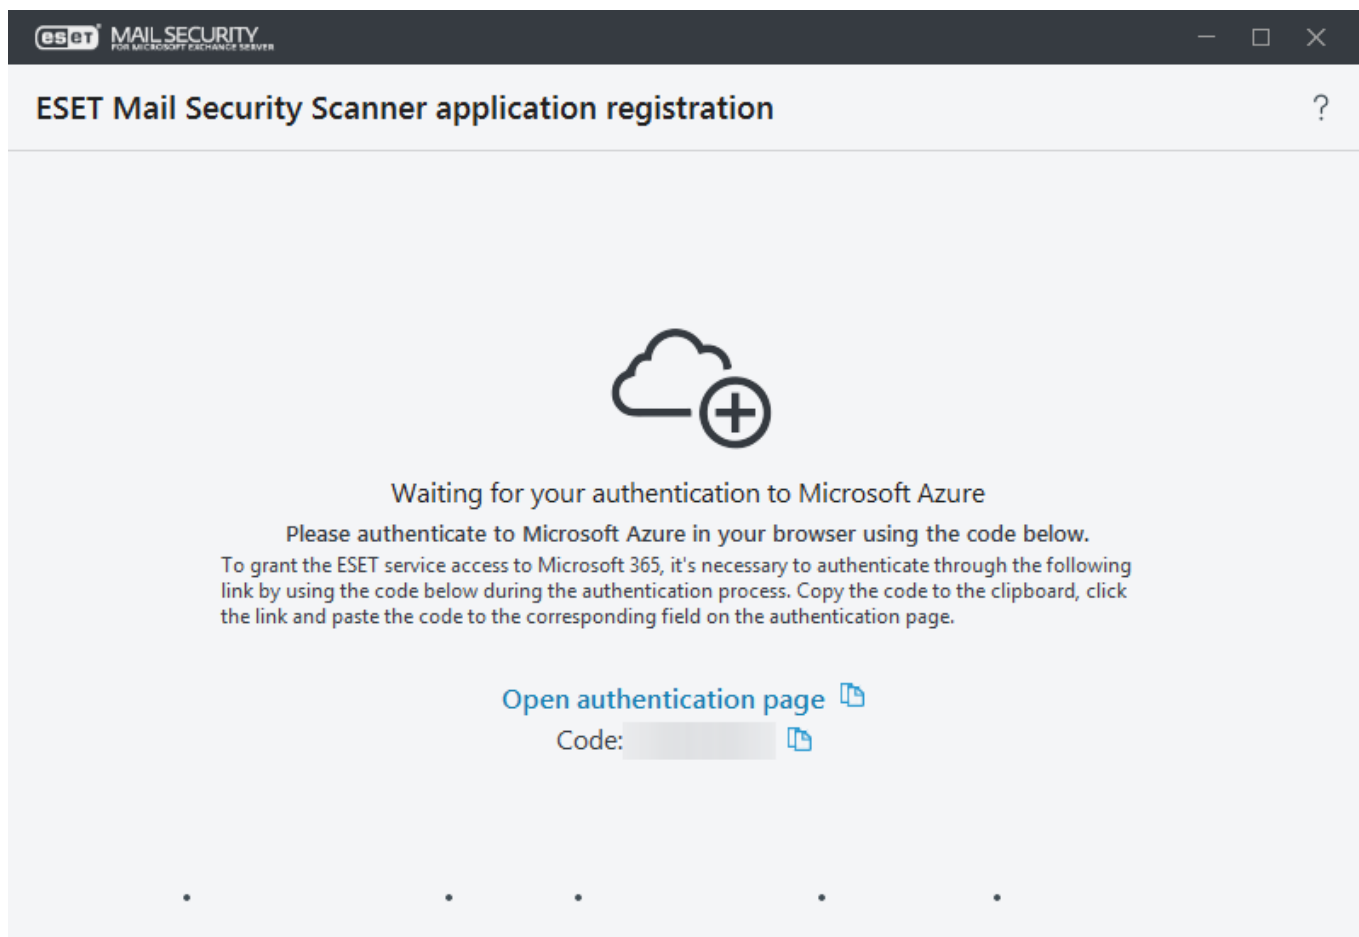 eset MAIL SECURITY
FOR MICROSOFT EXCHANGE SERVER
ESET Mail Security Scanner application registration
?
Waiting for your authentication to Microsoft Azure
Please authenticate to Microsoft Azure in your browser using the code below.
To grant the ESET service access to Microsoft 365, it's necessary to authenticate through the following
link by using the code below during the authentication process. Copy the code to the clipboard, click
the link and paste the code to the corresponding field on the authentication page.
Open authentication page
Code: